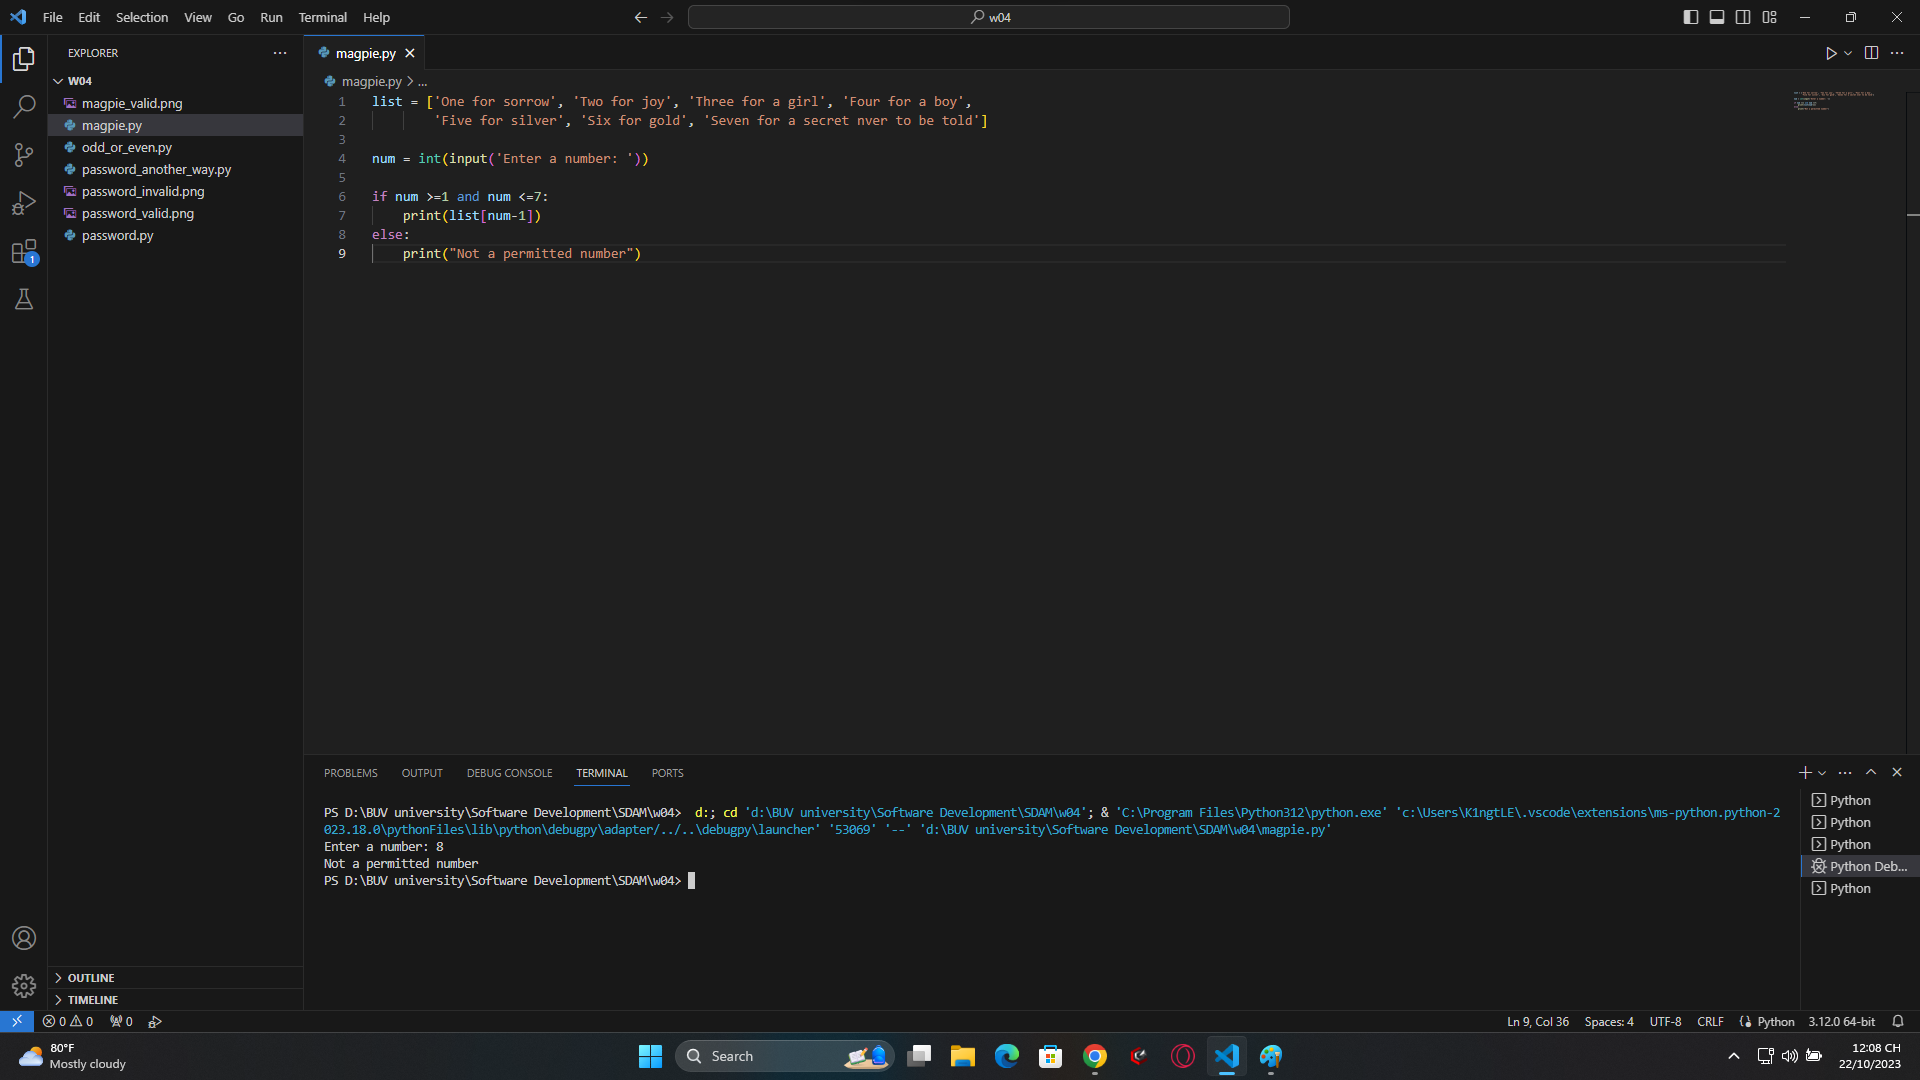 File Edit Selection View Go Run Terminal Help
w04
EXPLORER
W04
magpie_valid.png
magpie.py
odd_or_even.py
password_another_way.py
password_invalid.png
password_valid.png
password.py
1
OUTLINE
TIMELINE
magpie.py
magpie.py > ...
1 list = ['One for sorrow', 'Two for joy', 'Three for a girl', 'Four for a boy',
2 'Five for silver', 'Six for gold', 'Seven for a secret nver to be told']
3
4 num = int(input('Enter a number: '))
5
6 if num >=1 and num <=7:
7 print(list[num-1])
8 else:
9 print("Not a permitted number")
PROBLEMS OUTPUT DEBUG CONSOLE TERMINAL PORTS
PS D:\BUV university\Software Development\SDAM\w04>  d:; cd 'd:\BUV university\Software Development\SDAM\w04'; & 'C:\Program Files\Python312\python.exe' 'c:\Users\K1ngtLE\.vscode\extensions\ms-python.python-2
023.18.0\pythonFiles\lib\python\debugpy\adapter/../..\debugpy\launcher' '53069' '--' 'd:\BUV university\Software Development\SDAM\w04\magpie.py'
Enter a number: 8
Not a permitted number
PS D:\BUV university\Software Development\SDAM\w04>
Python
Python
Python
Python Deb...
Python
0 0 0
Ln 9, Col 36 Spaces: 4 UTF-8 CRLF Python 3.12.0 64-bit
80°F
Mostly cloudy
Search
12:08 CH
22/10/2023